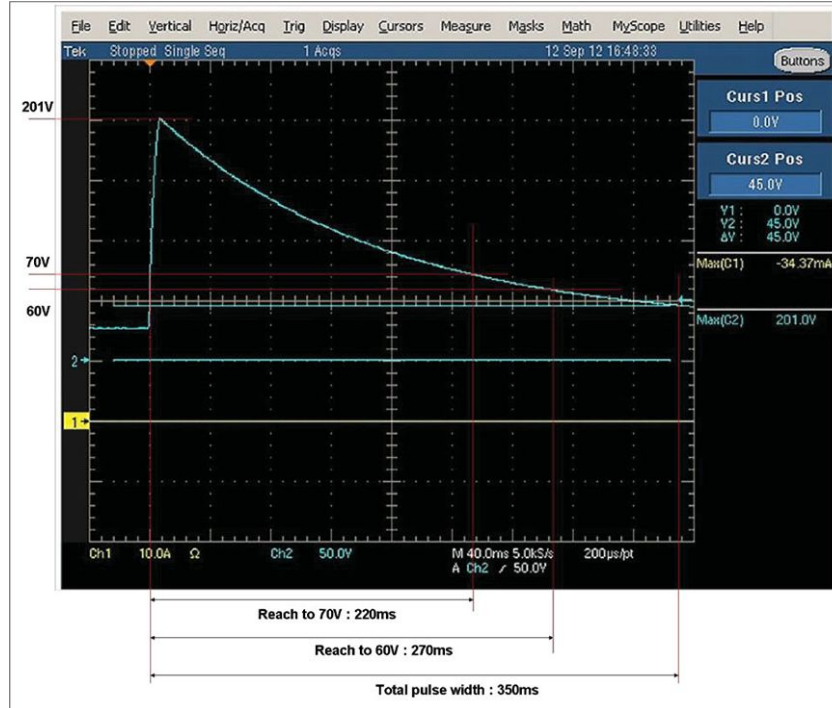 File Edit Vertical Horiz/Acq Trig Display Cursors Measure Masks Math MyScope Utilities Help
Tek Stopped Single Seq 1 Acqs 12 Sep 12 16:48:33
Buttons
Curs1 Pos
0.0V
Curs2 Pos
45.0V
Y1 : 0.0V
Y2 : 45.0V
ΔY : 45.0V
Max(C1) -34.37mA
Max(C2) 201.0V
201V
70V
60V
2
1
Ch1 10.0A Ω Ch2 50.0V M 40.0ms 5.0kS/s 200µs/pt
A Ch2 / 50.0V
Reach to 70V : 220ms
Reach to 60V : 270ms
Total pulse width : 350ms